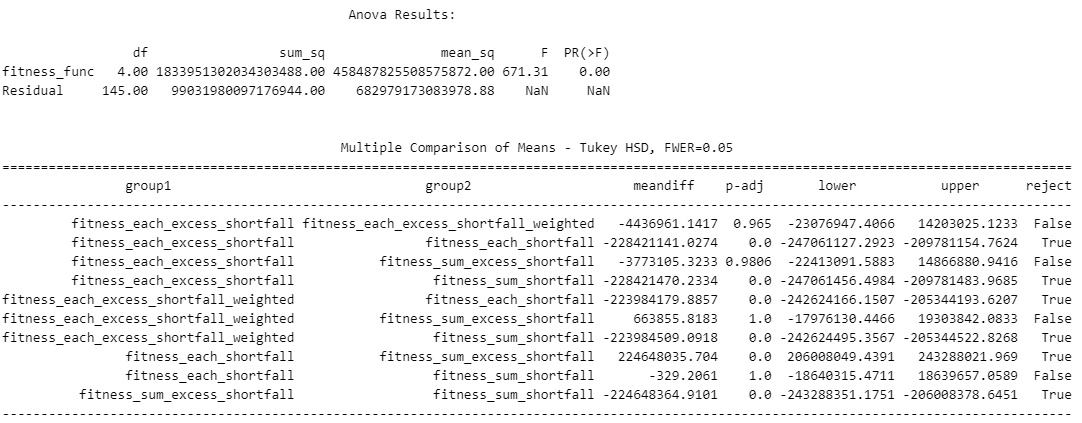 Anova Results:
df sum_sq mean_sq F PR(>F)
fitness_func 4.00 1833951302034303488.00 458487825508575872.00 671.31 0.00
Residual 145.00 99031980097176944.00 682979173083978.88 NaN NaN
Multiple Comparison of Means - Tukey HSD, FWER=0.05
====================================================================================================
group1 group2 meandiff p-adj lower upper reject
----------------------------------------------------------------------------------------------------
fitness_each_excess_shortfall fitness_each_excess_shortfall_weighted -4436961.1417 0.965 -23076947.4066 14203025.1233 False
fitness_each_excess_shortfall fitness_each_shortfall -228421141.0274 0.0 -247061127.2923 -209781154.7624 True
fitness_each_excess_shortfall fitness_sum_excess_shortfall -3773105.3233 0.9806 -22413091.5883 14866880.9416 False
fitness_each_excess_shortfall fitness_sum_shortfall -228421470.2334 0.0 -247061456.4984 -209781483.9685 True
fitness_each_excess_shortfall_weighted fitness_each_shortfall -223984179.8857 0.0 -242624166.1507 -205344193.6207 True
fitness_each_excess_shortfall_weighted fitness_sum_excess_shortfall 663855.8183 1.0 -17976130.4466 19303842.0833 False
fitness_each_excess_shortfall_weighted fitness_sum_shortfall -223984509.0918 0.0 -242624495.3567 -205344522.8268 True
fitness_each_shortfall fitness_sum_excess_shortfall 224648035.704 0.0 206008049.4391 243288021.969 True
fitness_each_shortfall fitness_sum_shortfall -329.2061 1.0 -18640315.4711 18639657.0589 False
fitness_sum_excess_shortfall fitness_sum_shortfall -224648364.9101 0.0 -243288351.1751 -206008378.6451 True
----------------------------------------------------------------------------------------------------